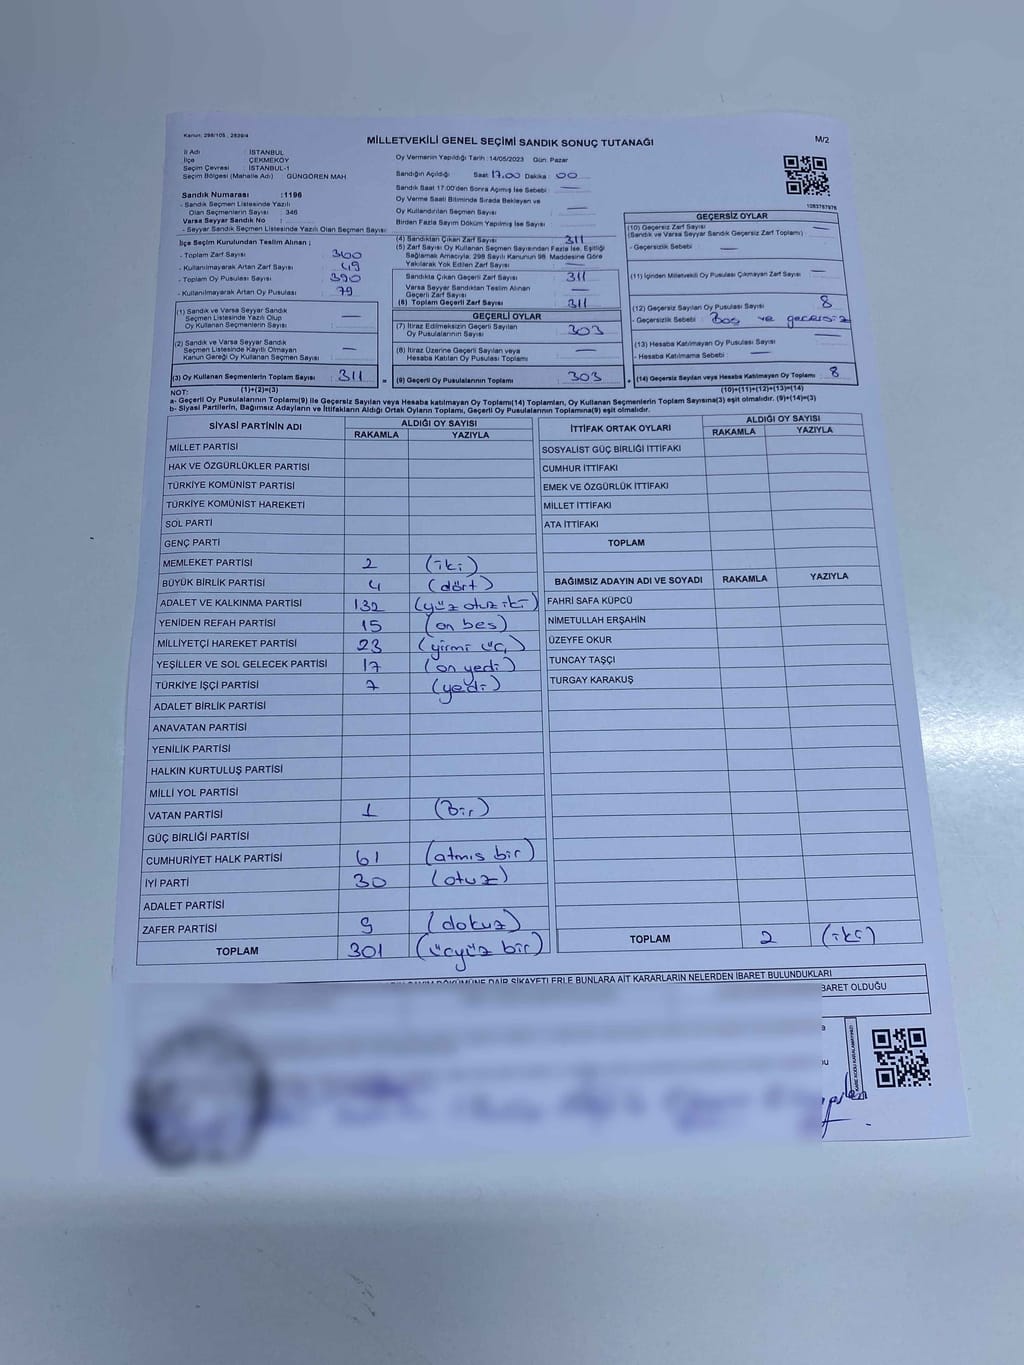 Kanun: 298/105 , 2839/4
MİLLETVEKİLİ GENEL SEÇİMİ SANDIK SONUÇ TUTANAĞI
M/2
İl Adı : İSTANBUL
İlçe : ÇEKMEKÖY
Seçim Çevresi : İSTANBUL-1
Seçim Bölgesi (Mahalle Adı) : GÜNGÖREN MAH.
Sandık Numarası : 1196
- Sandık Seçmen Listesinde Yazılı
Olan Seçmenlerin Sayısı : 346
Varsa Seyyar Sandık No :
- Seyyar Sandık Seçmen Listesinde Yazılı Olan Seçmen Sayısı :
Oy Vermenin Yapıldığı Tarih : 14/05/2023 Gün: Pazar
Sandığın Açıldığı Saat 17.00 Dakika : 00
Sandık Saat 17:00'den Sonra Açılmış İse Sebebi : —
Oy Verme Saati Bitiminde Sırada Bekleyen ve
Oy Kullandırılan Seçmen Sayısı : —
Birden Fazla Sayım Döküm Yapılmış İse Sayısı :
İlçe Seçim Kurulundan Teslim Alınan ;
- Toplam Zarf Sayısı : 360
- Kullanılmayarak Artan Zarf Sayısı : 49
- Toplam Oy Pusulası Sayısı : 390
- Kullanılmayarak Artan Oy Pusulası : 79
(1) Sandık ve Varsa Seyyar Sandık
Seçmen Listesinde Yazılı Olup
Oy Kullanan Seçmenlerin Sayısı : —
(2) Sandık ve Varsa Seyyar Sandık
Seçmen Listesinde Kayıtlı Olmayan
Kanun Gereği Oy Kullanan Seçmen Sayısı : —
(3) Oy Kullanan Seçmenlerin Toplam Sayısı : 311
(1)+(2)=(3)
(4) Sandıktan Çıkan Zarf Sayısı : 311
(5) Zarf Sayısı Oy Kullanan Seçmen Sayısından Fazla İse, Eşitliği
Sağlamak Amacıyla, 298 Sayılı Kanunun 98. Maddesine Göre
Yakılarak Yok Edilen Zarf Sayısı : —
Sandıkta Çıkan Geçerli Zarf Sayısı : 311
Varsa Seyyar Sandıktan Teslim Alınan
Geçerli Zarf Sayısı : —
(6) Toplam Geçerli Zarf Sayısı : 311
GEÇERLİ OYLAR
(7) İtiraz Edilmeksizin Geçerli Sayılan
Oy Pusulalarının Sayısı : 303
(8) İtiraz Üzerine Geçerli Sayılan veya
Hesaba Katılan Oy Pusulası Toplamı : —
= (9) Geçerli Oy Pusulalarının Toplamı : 303
1083767976
GEÇERSİZ OYLAR
(10) Geçersiz Zarf Sayısı : —
(Sandık ve Varsa Seyyar Sandık Geçersiz Zarf Toplamı)
- Geçersizlik Sebebi : —
(11) İçinden Milletvekili Oy Pusulası Çıkmayan Zarf Sayısı : —
(12) Geçersiz Sayılan Oy Pusulası Sayısı : 8
- Geçersizlik Sebebi : Boş ve geçersiz
(13) Hesaba Katılmayan Oy Pusulası Sayısı : —
- Hesaba Katılmama Sebebi : —
+ (14) Geçersiz Sayılan veya Hesaba Katılmayan Oy Toplamı : 8
(10)+(11)+(12)+(13)=(14)
NOT:
a- Geçerli Oy Pusulalarının Toplamı(9) ile Geçersiz Sayılan veya Hesaba katılmayan Oy Toplamı(14) Toplamları, Oy Kullanan Seçmenlerin Toplam Sayısına(3) eşit olmalıdır. (9)+(14)=(3)
b- Siyasi Partilerin, Bağımsız Adayların ve İttifakların Aldığı Ortak Oyların Toplamı, Geçerli Oy Pusulalarının Toplamına(9) eşit olmalıdır.
SİYASİ PARTİNİN ADI ALDIĞI OY SAYISI
RAKAMLA YAZIYLA
MİLLET PARTİSİ
HAK VE ÖZGÜRLÜKLER PARTİSİ
TÜRKİYE KOMÜNİST PARTİSİ
TÜRKİYE KOMÜNİST HAREKETİ
SOL PARTİ
GENÇ PARTİ
MEMLEKET PARTİSİ 2 (iki)
BÜYÜK BİRLİK PARTİSİ 4 (dört)
ADALET VE KALKINMA PARTİSİ 132 (yüz otuz iki)
YENİDEN REFAH PARTİSİ 15 (on beş)
MİLLİYETÇİ HAREKET PARTİSİ 23 (yirmi üç)
YEŞİLLER VE SOL GELECEK PARTİSİ 17 (on yedi)
TÜRKİYE İŞÇİ PARTİSİ 7 (yedi)
ADALET BİRLİK PARTİSİ
ANAVATAN PARTİSİ
YENİLİK PARTİSİ
HALKIN KURTULUŞ PARTİSİ
MİLLİ YOL PARTİSİ
VATAN PARTİSİ 1 (Bir)
GÜÇ BİRLİĞİ PARTİSİ
CUMHURİYET HALK PARTİSİ 61 (atmış bir)
İYİ PARTİ 30 (otuz)
ADALET PARTİSİ
ZAFER PARTİSİ 9 (dokuz)
TOPLAM 301 (üçyüz bir)
İTTİFAK ORTAK OYLARI ALDIĞI OY SAYISI
RAKAMLA YAZIYLA
SOSYALİST GÜÇ BİRLİĞİ İTTİFAKI
CUMHUR İTTİFAKI
EMEK VE ÖZGÜRLÜK İTTİFAKI
MİLLET İTTİFAKI
ATA İTTİFAKI
TOPLAM
BAĞIMSIZ ADAYIN ADI VE SOYADI RAKAMLA YAZIYLA
FAHRİ SAFA KÜPCÜ
NİMETULLAH ERŞAHİN
ÜZEYFE OKUR
TUNCAY TAŞÇI
TURGAY KARAKUŞ
TOPLAM 2 (iki)
DÖKÜMÜNE DAİR ŞİKAYETLERLE BUNLARA AİT KARARLARIN NELERDEN İBARET BULUNDUKLARI
BARET OLDUĞU